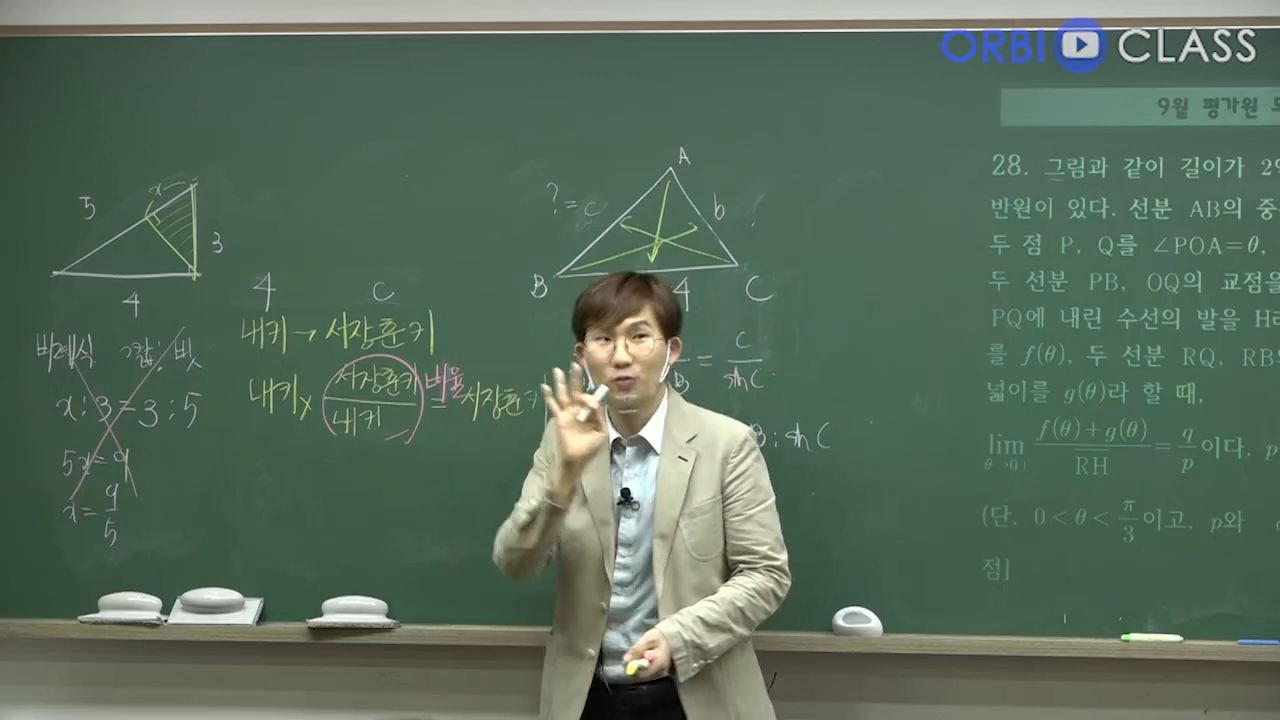 ORBI CLASS
9월 평가원
28. 그림과 같이 길이가 2인
반원이 있다. 선분 AB의 중
두 점 P, Q를 ∠POA=θ,
두 선분 PB, OQ의 교점을
PQ에 내린 수선의 발을 H라
를 f(θ), 두 선분 RQ, RB
넓이를 g(θ)라 할 때,
lim θ→0+ f(θ)+g(θ) / RH = q/p 이다. p
(단, 0<θ<π/3이고, p와
점]
5 x 3
4
비례식
x:3=3:5
5x=9
x=9/5
4 c
내키→서장훈키
내키× 서장훈키/내키 비율 = 서장훈키
A
?=c b
B 4 C
B = c/sinC
B : sin C